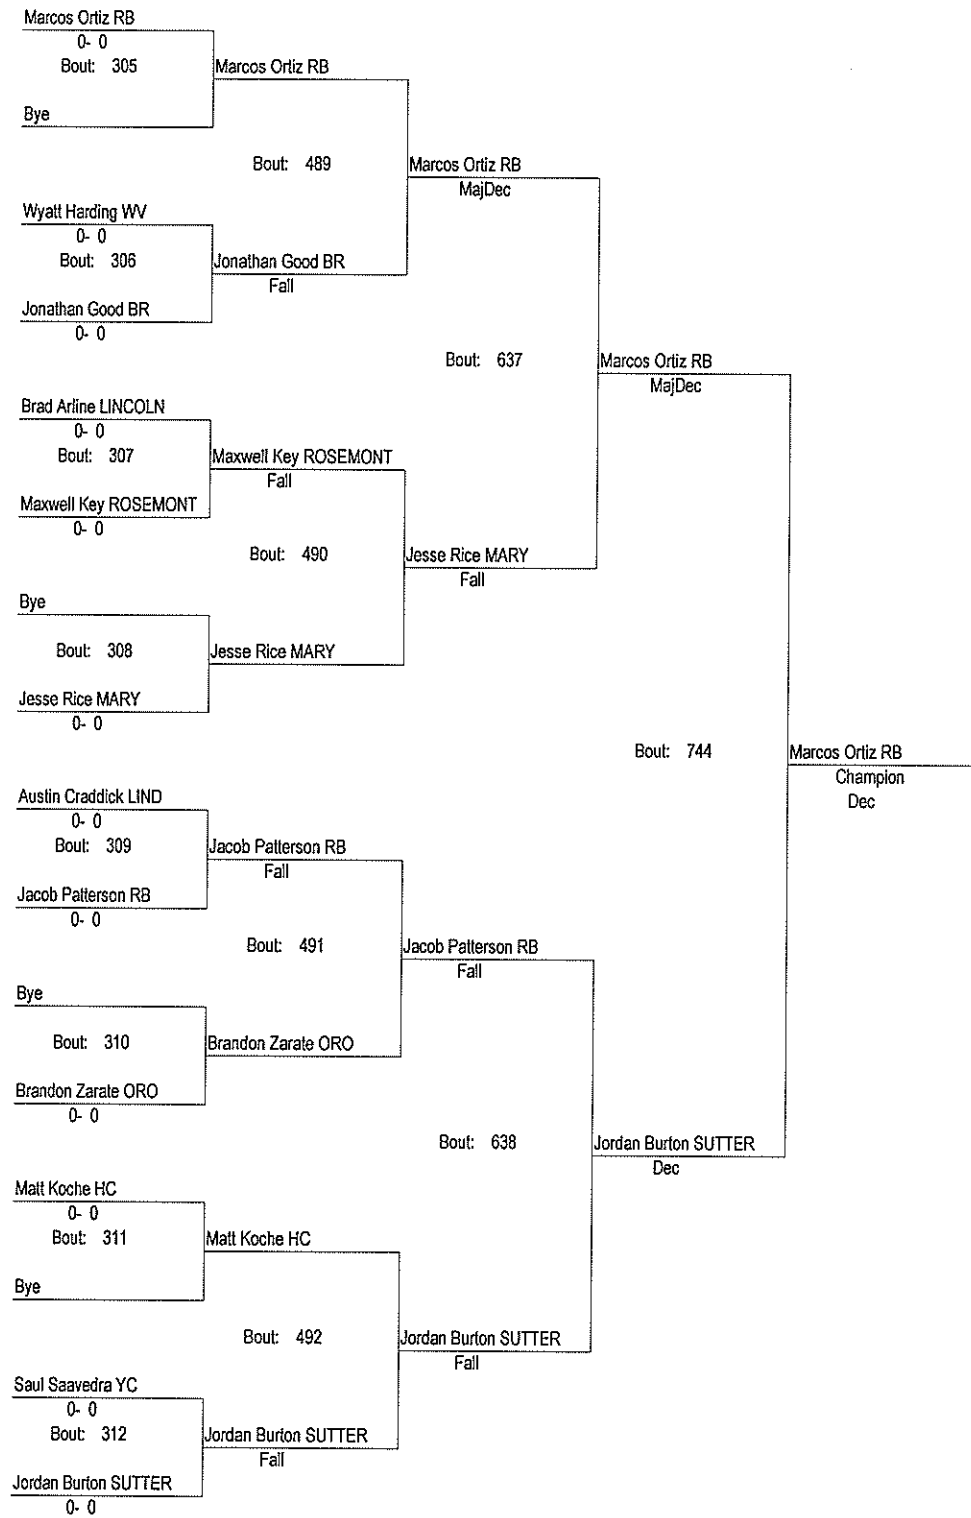 Marcos Ortiz RB
0- 0
Bout: 305
Marcos Ortiz RB
Bye
Bout: 489
Marcos Ortiz RB
MajDec
Wyatt Harding WV
0- 0
Bout: 306
Jonathan Good BR
Fall
Jonathan Good BR
0- 0
Bout: 637
Marcos Ortiz RB
MajDec
Brad Arline LINCOLN
0- 0
Bout: 307
Maxwell Key ROSEMONT
Fall
Maxwell Key ROSEMONT
0- 0
Bout: 490
Jesse Rice MARY
Fall
Bye
Bout: 308
Jesse Rice MARY
Jesse Rice MARY
0- 0
Bout: 744
Marcos Ortiz RB
Champion
Dec
Austin Craddick LIND
0- 0
Bout: 309
Jacob Patterson RB
Fall
Jacob Patterson RB
0- 0
Bout: 491
Jacob Patterson RB
Fall
Bye
Bout: 310
Brandon Zarate ORO
Brandon Zarate ORO
0- 0
Bout: 638
Jordan Burton SUTTER
Dec
Matt Koche HC
0- 0
Bout: 311
Matt Koche HC
Bye
Bout: 492
Jordan Burton SUTTER
Fall
Saul Saavedra YC
0- 0
Bout: 312
Jordan Burton SUTTER
Fall
Jordan Burton SUTTER
0- 0